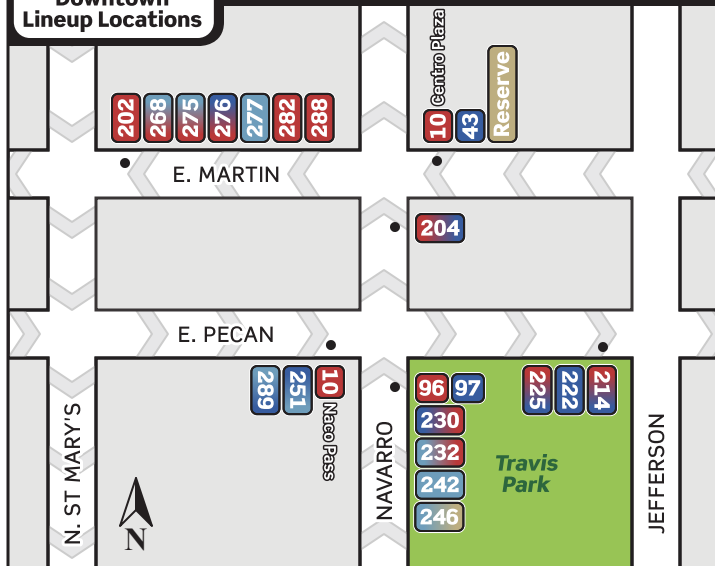 Downtown
Lineup Locations
202
268
275
276
277
282
288
10
Centro Plaza
43
Reserve
E. MARTIN
204
E. PECAN
289
251
10
Naco Pass
96
97
230
232
242
246
225
222
214
Travis
Park
N. ST MARY'S
NAVARRO
JEFFERSON
N